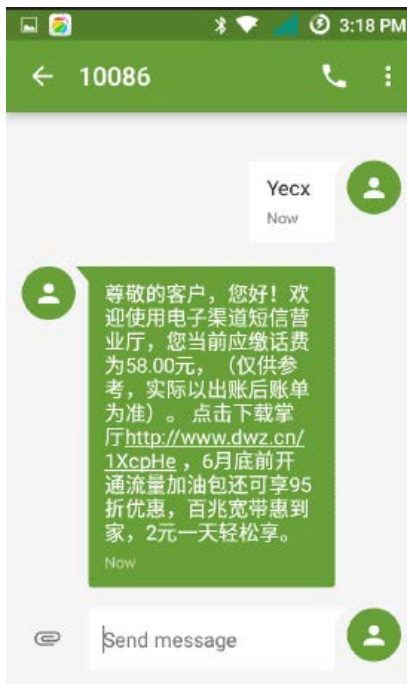 3:18 PM
10086
Yecx
Now
尊敬的客户，您好！欢
迎使用电子渠道短信营
业厅，您当前应缴话费
为58.00元，（仅供参
考，实际以出账后账单
为准）。点击下载掌
厅http://www.dwz.cn/
1XcpHe ，6月底前开
通流量加油包还可享95
折优惠，百兆宽带惠到
家，2元一天轻松享。
Now
Send message